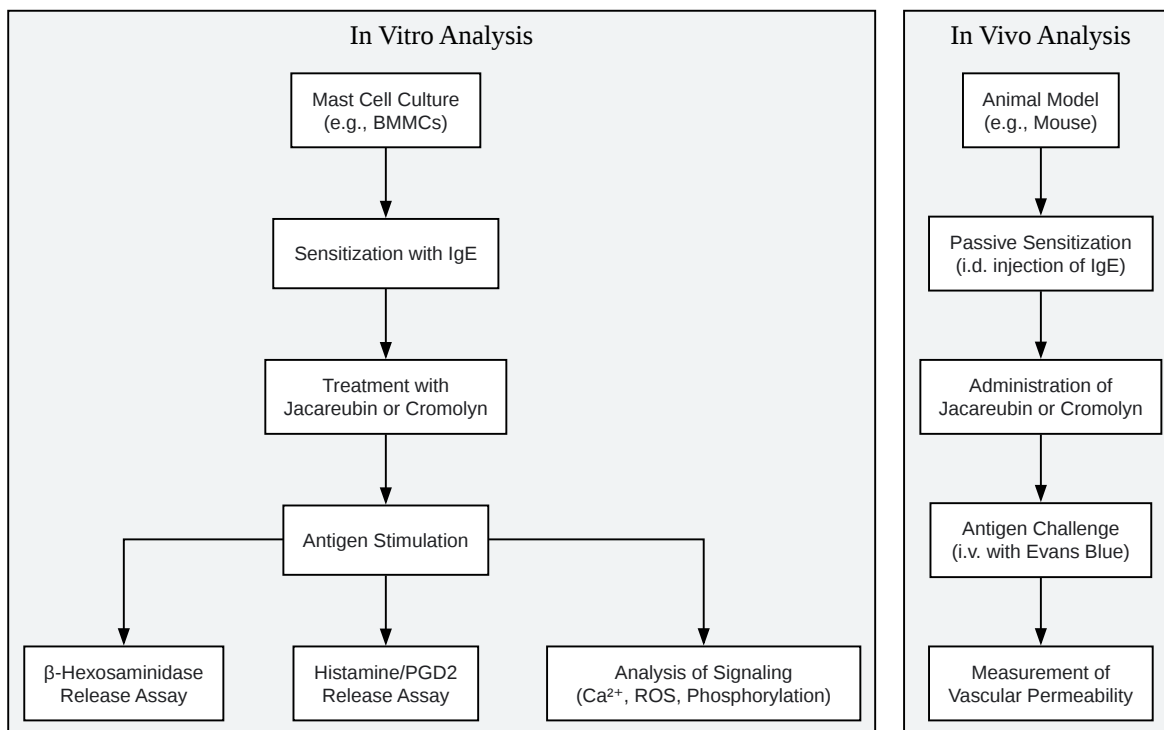 In Vitro Analysis
Mast Cell Culture
(e.g., BMMCs)
Sensitization with IgE
Treatment with
Jacareubin or Cromolyn
Antigen Stimulation
β-Hexosaminidase
Release Assay
Histamine/PGD2
Release Assay
Analysis of Signaling
(Ca²⁺, ROS, Phosphorylation)
In Vivo Analysis
Animal Model
(e.g., Mouse)
Passive Sensitization
(i.d. injection of IgE)
Administration of
Jacareubin or Cromolyn
Antigen Challenge
(i.v. with Evans Blue)
Measurement of
Vascular Permeability